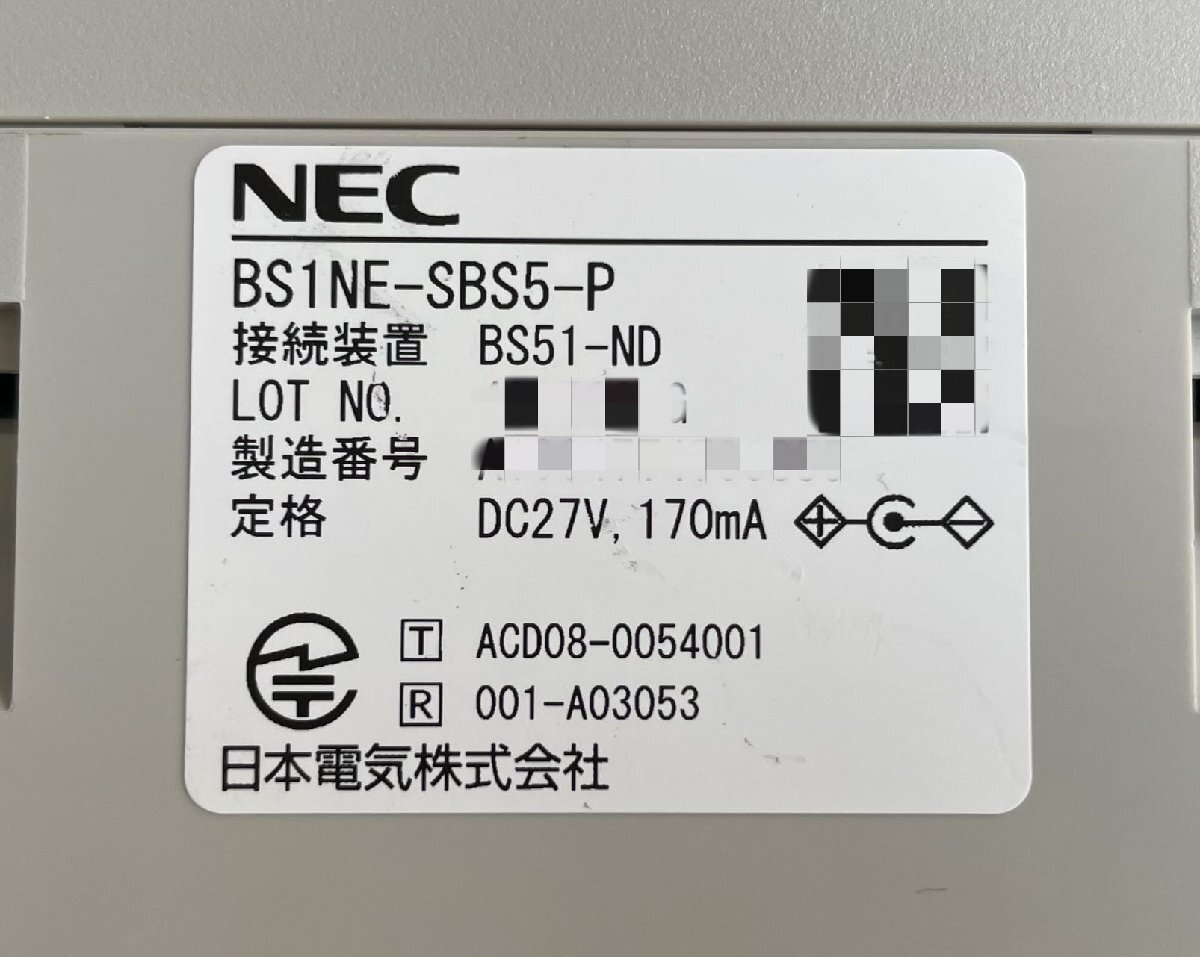 NEC
BS1NE-SBS5-P
接続装置 BS51-ND
LOT NO.
製造番号
定格 DC27V, 170mA
T ACD08-0054001
R 001-A03053
日本電気株式会社